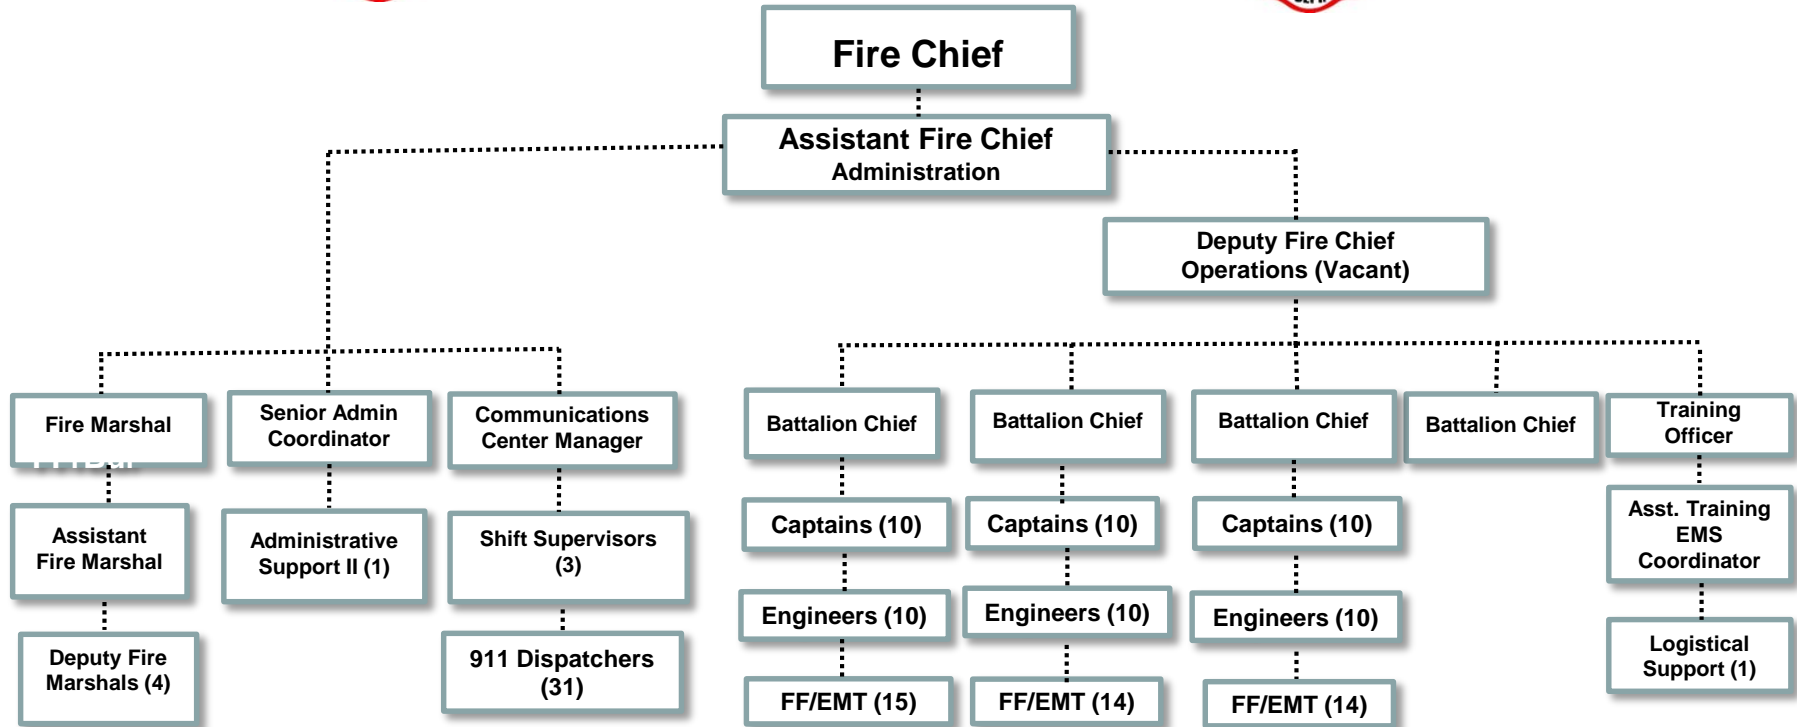 Fire Chief
Assistant Fire Chief
Administration
Deputy Fire Chief
Operations (Vacant)
Fire Marshal
Senior Admin
Coordinator
Communications
Center Manager
Battalion Chief
Battalion Chief
Battalion Chief
Battalion Chief
Training
Officer
Assistant
Fire Marshal
Administrative
Support II (1)
Shift Supervisors
(3)
Captains (10)
Captains (10)
Captains (10)
Asst. Training
EMS
Coordinator
Engineers (10)
Engineers (10)
Engineers (10)
Deputy Fire
Marshals (4)
911 Dispatchers
(31)
FF/EMT (15)
FF/EMT (14)
FF/EMT (14)
Logistical
Support (1)